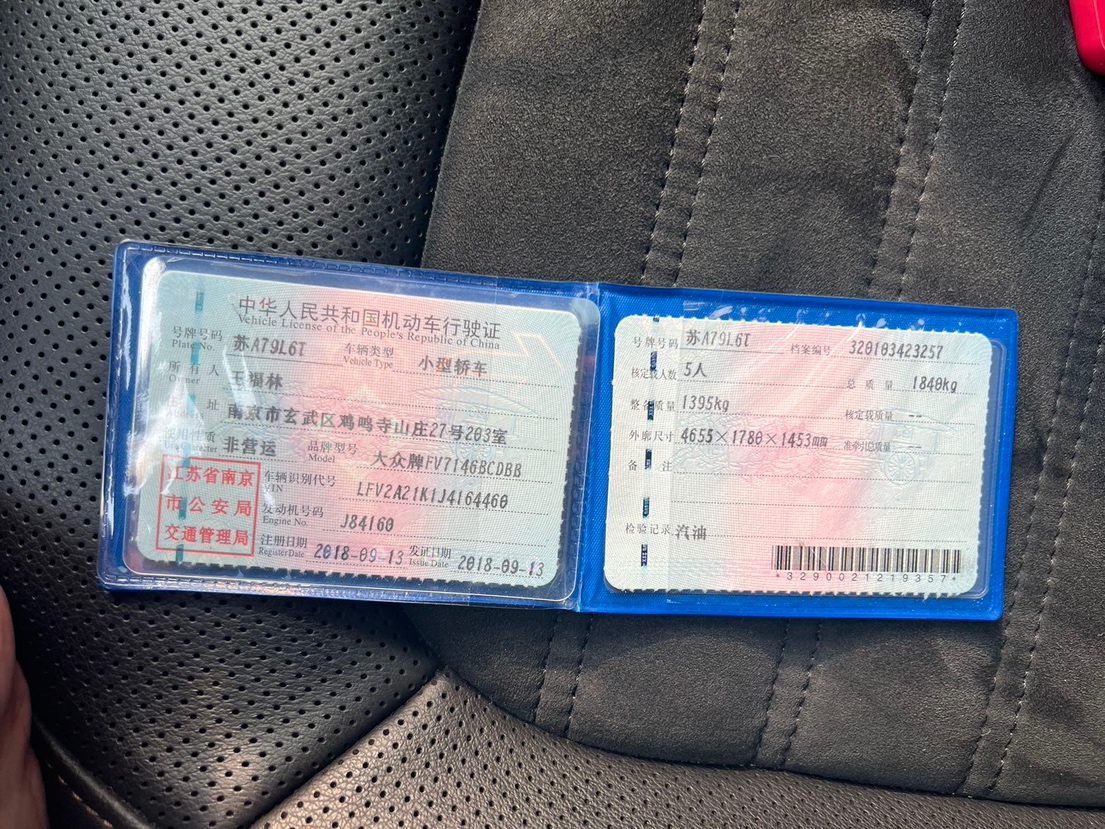 中华人民共和国机动车行驶证
Vehicle License of the People's Republic of China
号牌号码 苏A79L6T 车辆类型 小型轿车
Plate No. Vehicle Type
所有人 王福林
Owner
址 南京市玄武区鸡鸣寺山庄27号203室
使用性质 非营运 品牌型号 大众牌FV7146BCDBB
Model
江苏省南京
市公安局
交通管理局
车辆识别代号 LFV2A21K1J4164460
VIN
发动机号码 J84160
Engine No.
注册日期 2018-09-13 发证日期 2018-09-13
Register Date Issue Date
号牌号码 苏A79L6T 档案编号 320103423257
核定载人数 5人 总质量 1840kg
整备质量 1395kg 核定载质量 --
外廓尺寸 4655×1780×1453mm 准牵引总质量 --
备注
检验记录 汽油
*3290021219357*